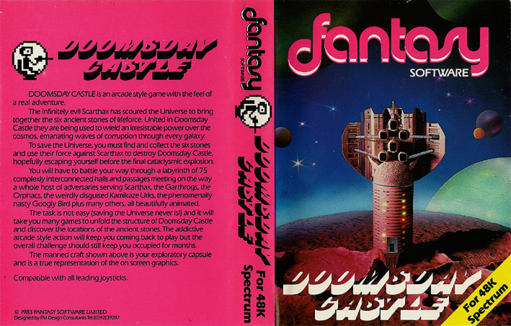 DOOMSDAY
CASTLE
DOOMSDAY CASTLE is an arcade style game with the feel of
a real adventure.
The infinitely evil Scarthax has scoured the Universe to bring
together the six ancient stones of lifeforce. United in Doomsday
Castle they are being used to wield an irresistable power over the
cosmos, emanating waves of corruption through every galaxy.
To save the Universe, you must find and collect the six stones
and use their force against Scarthax to destroy Doomsday Castle,
hopefully escaping yourself before the final cataclysmic explosion.
You will have to battle your way through a labyrinth of 75
complexly interconnected halls and passages meeting on the way
a whole host of adversaries serving Scarthax, the Garthrogs, the
Orphacs, the weirdly disguised Kamikaze Urks, the phenomenally
nasty Googly Bird plus many others, all beautifully animated.
The task is not easy (saving the Universe never is!) and it will
take you many games to unfold the structure of Doomsday Castle
and discover the locations of the ancient stones. The addictive
arcade style action will keep you coming back to play but the
overall challenge should still keep you occupied for months.
The manned craft shown above is your exploratory capsule
and is a true representation of the on screen graphics.
Compatible with all leading joysticks.
© 1983 FANTASY SOFTWARE LIMITED
Designed by PM Design Consultants Tel:(0242)39287
fantasy
SOFTWARE
DOOMSDAY
CASTLE
For 48K
Spectrum
fantasy
SOFTWARE
DOOMSDAY
CASTLE
For 48K
Spectrum